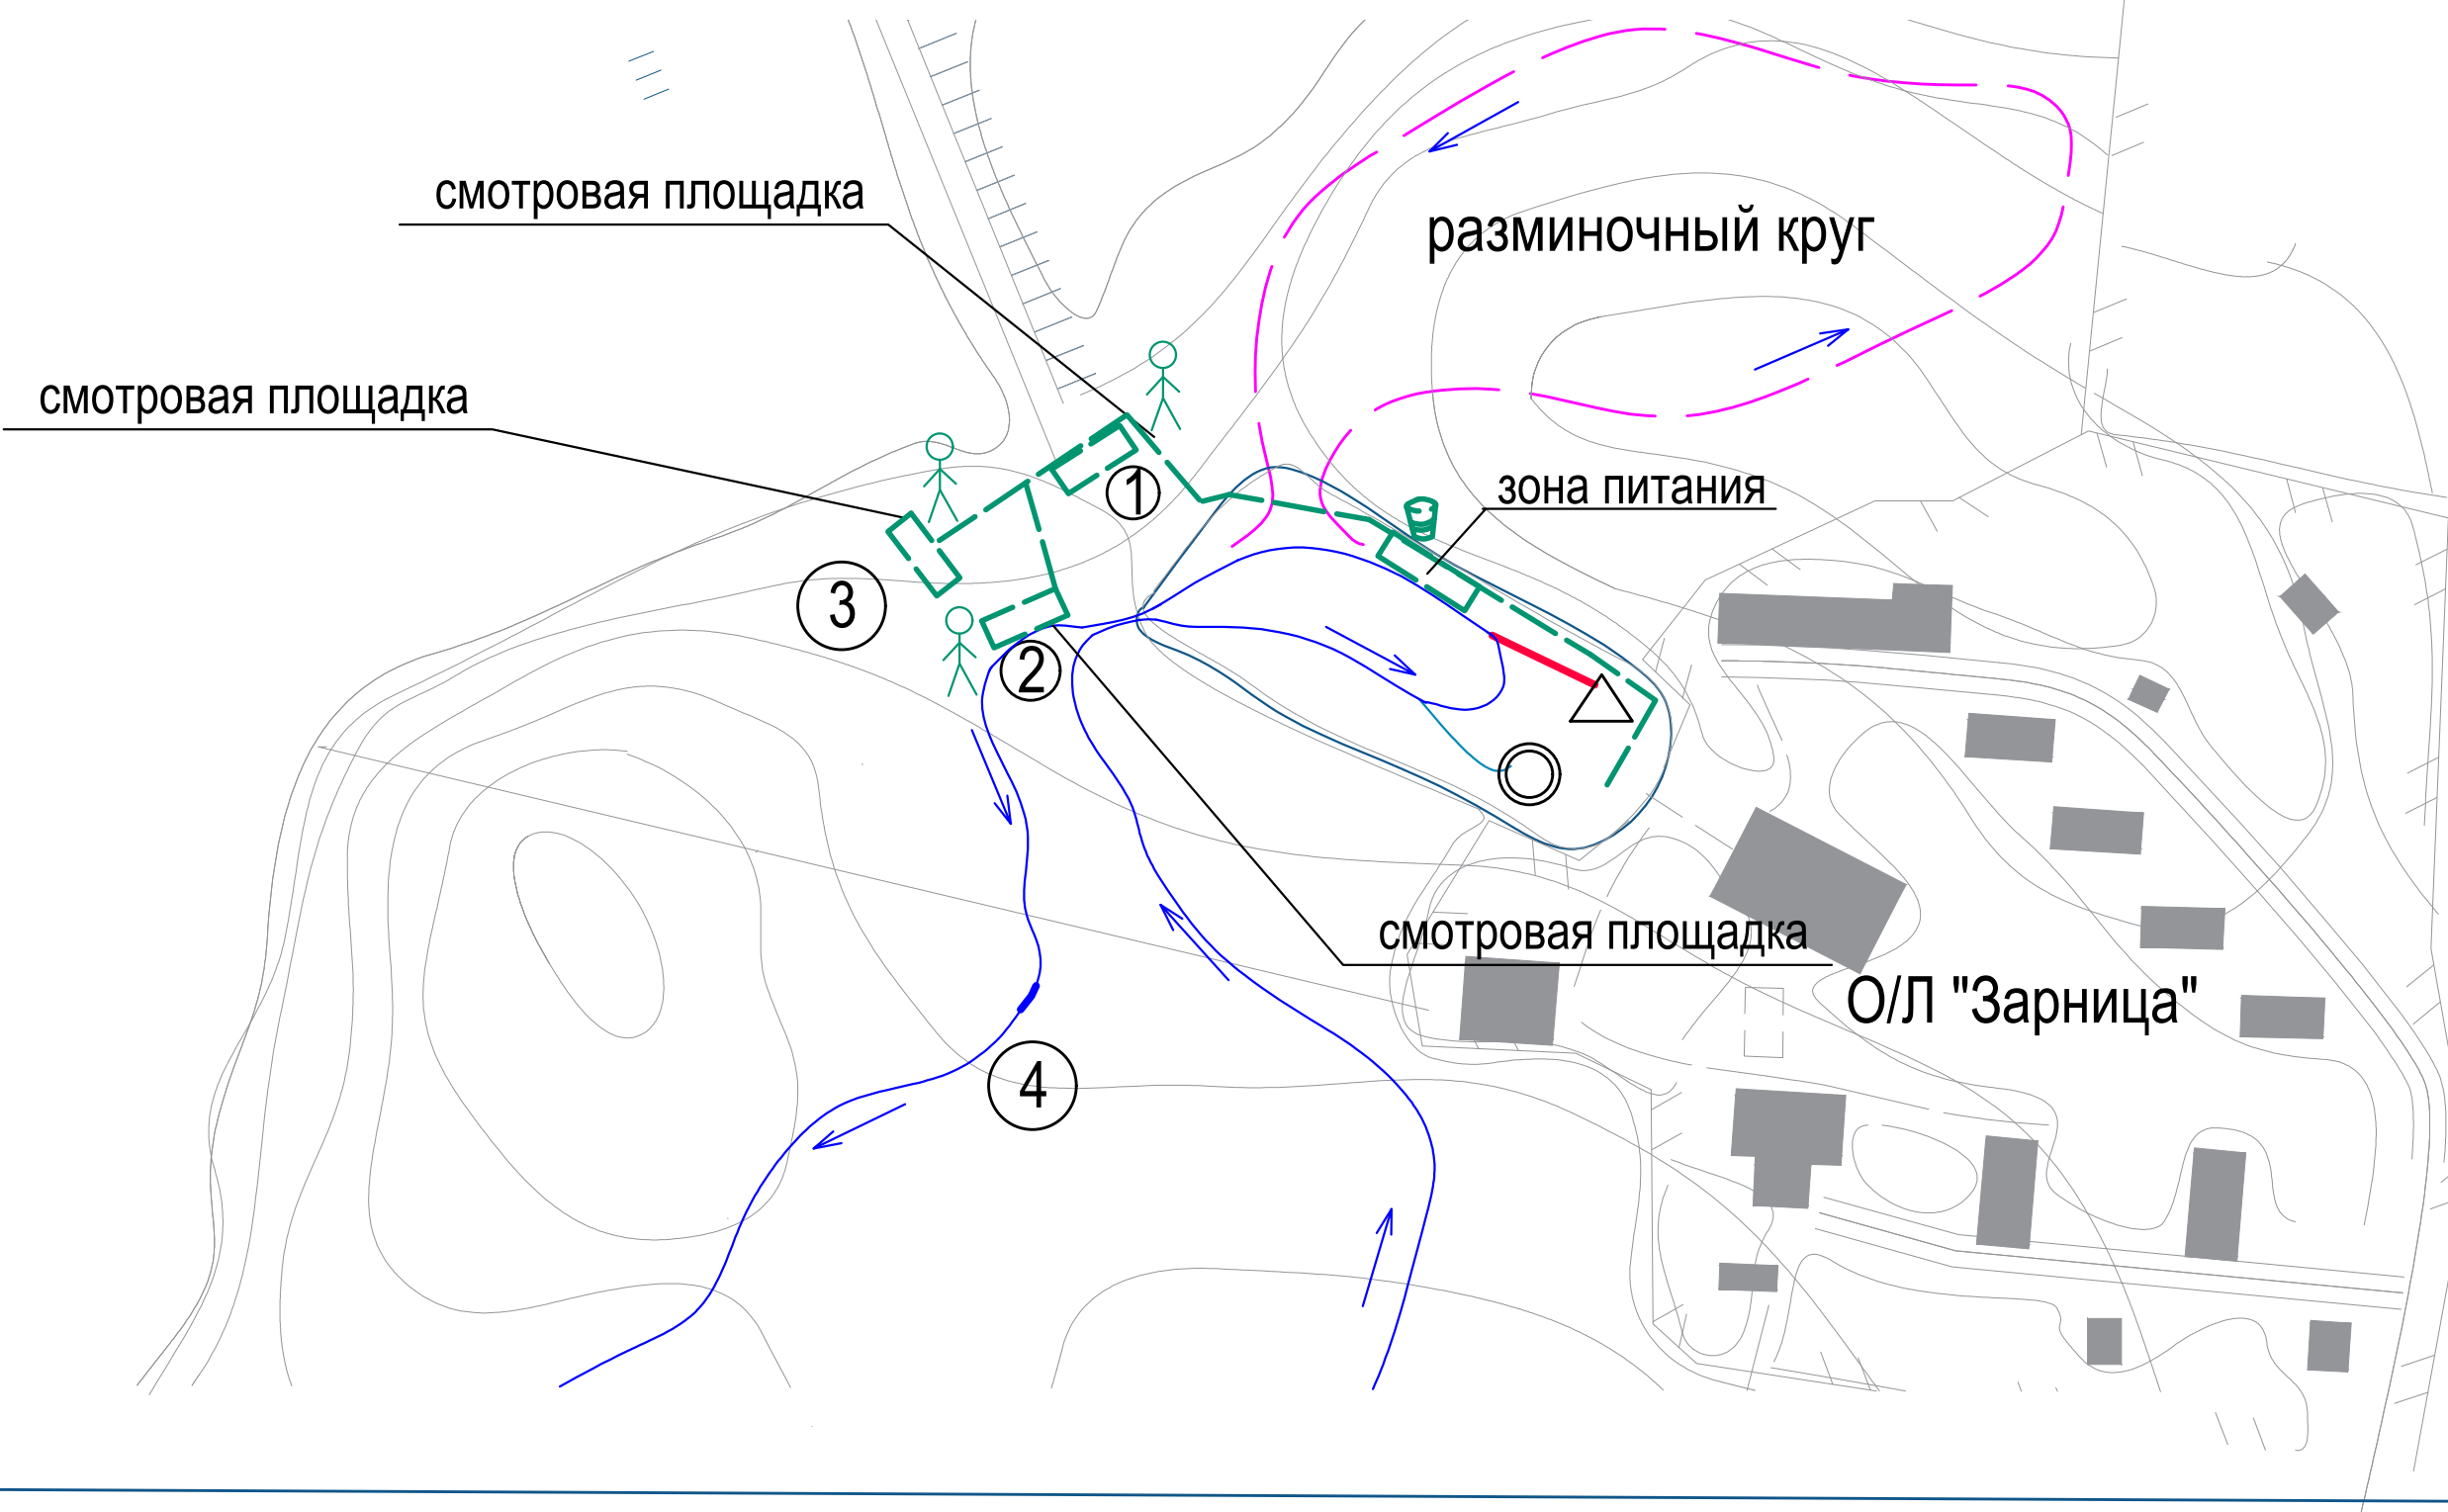 смотровая площадка
разминочный круг
смотровая площадка
зона питания
1
3
2
смотровая площадка
О/Л "Зарница"
4